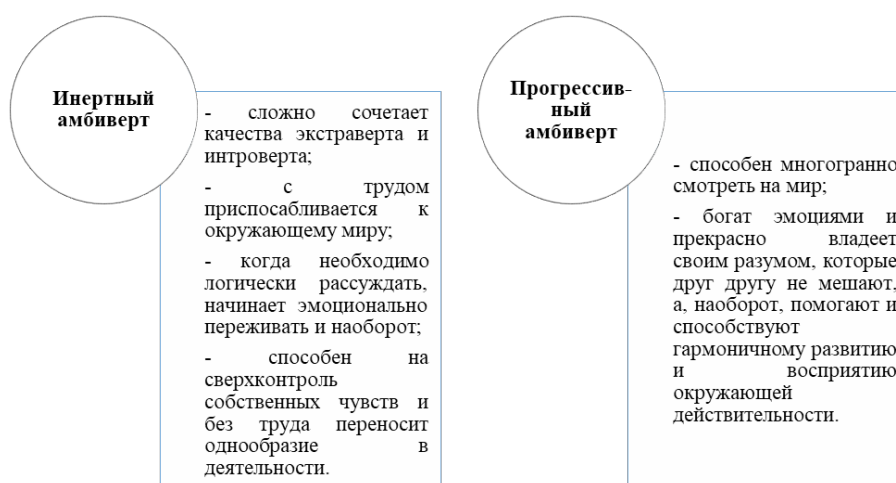 Инертный
амбиверт
- сложно сочетает
качества экстраверта и
интроверта;
- с трудом
приспосабливается к
окружающему миру;
- когда необходимо
логически рассуждать,
начинает эмоционально
переживать и наоборот;
- способен на
сверхконтроль
собственных чувств и
без труда переносит
однообразие в
деятельности.
Прогрессив-
ный
амбиверт
- способен многогранно
смотреть на мир;
- богат эмоциями и
прекрасно владеет
своим разумом, которые
друг другу не мешают,
а, наоборот, помогают и
способствуют
гармоничному развитию
и восприятию
окружающей
действительности.